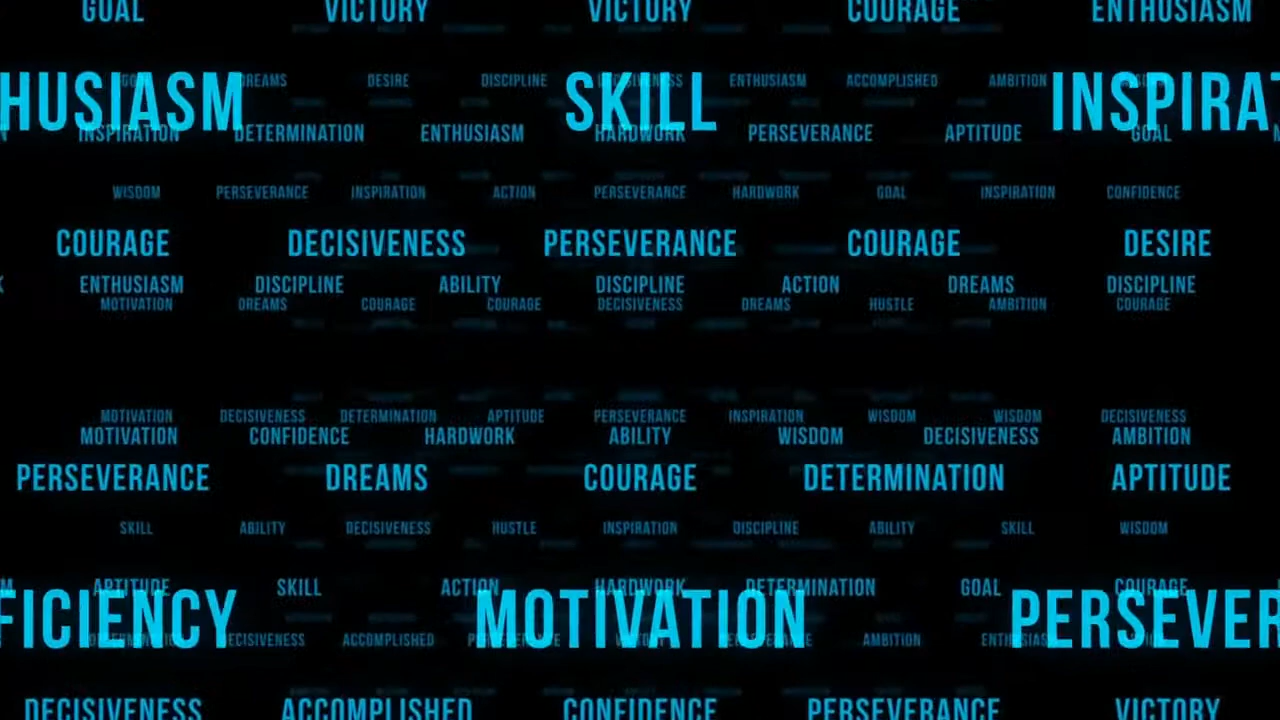 GOAL VICTORY VICTORY COURAGE ENTHUSIASM
DREAMS DESIRE DISCIPLINE ENTHUSIASM ACCOMPLISHED AMBITION
HUSIASM SKILL INSPIRAT
INSPIRATION DETERMINATION ENTHUSIASM HARDWORK PERSEVERANCE APTITUDE GOAL
WISDOM PERSEVERANCE INSPIRATION ACTION PERSEVERANCE HARDWORK GOAL INSPIRATION CONFIDENCE
COURAGE DECISIVENESS PERSEVERANCE COURAGE DESIRE
K ENTHUSIASM DISCIPLINE ABILITY DISCIPLINE ACTION DREAMS DISCIPLINE
MOTIVATION DREAMS COURAGE COURAGE DECISIVENESS DREAMS HUSTLE AMBITION COURAGE
MOTIVATION DECISIVENESS DETERMINATION APTITUDE PERSEVERANCE INSPIRATION WISDOM WISDOM DECISIVENESS
MOTIVATION CONFIDENCE HARDWORK ABILITY WISDOM DECISIVENESS AMBITION
PERSEVERANCE DREAMS COURAGE DETERMINATION APTITUDE
SKILL ABILITY DECISIVENESS HUSTLE INSPIRATION DISCIPLINE ABILITY SKILL WISDOM
M APTITUDE SKILL ACTION HARDWORK DETERMINATION GOAL COURAGE
FICIENCY MOTIVATION PERSEVER
DECISIVENESS ACCOMPLISHED PERSEVERANCE AMBITION ENTHUSIASM
DECISIVENESS ACCOMPLISHED CONFIDENCE PERSEVERANCE VICTORY